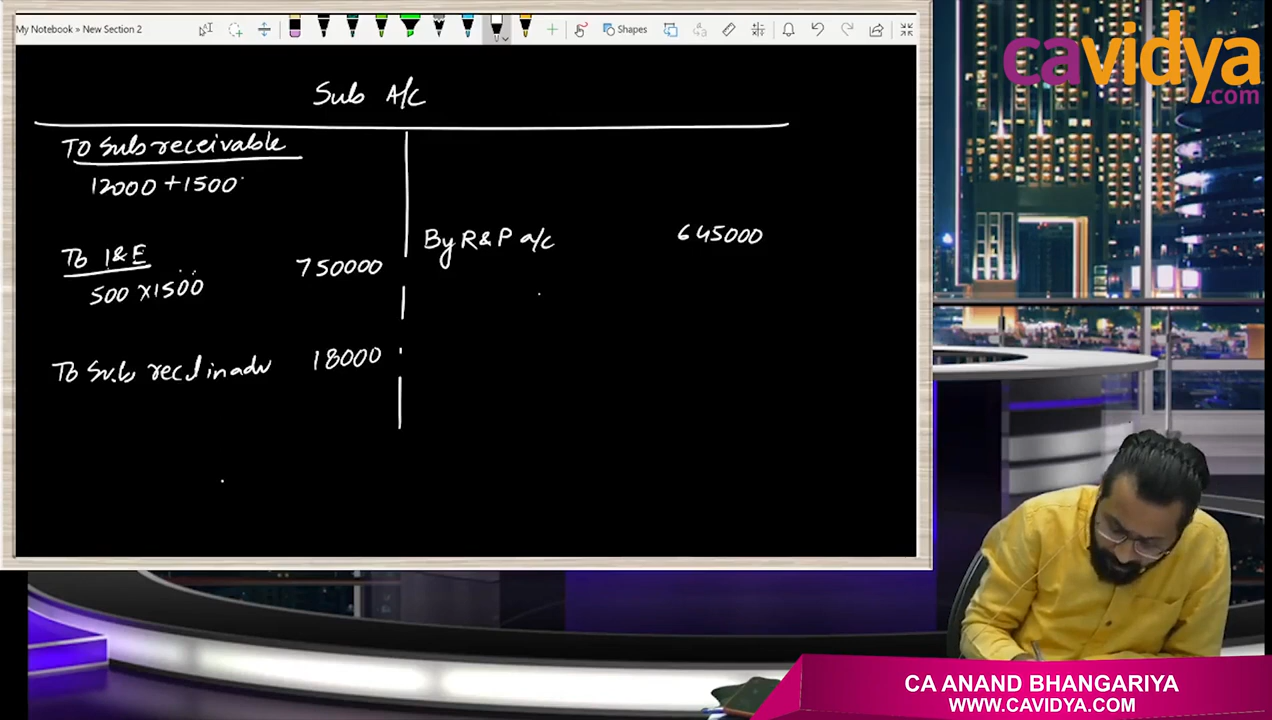 My Notebook » New Section 2
Shapes
cavidya
.com
Sub A/c
To Sub receivable
12000 + 1500
To I&E 750000
500 x 1500
By R&P a/c 645000
To Sub recd in adv 18000
CA ANAND BHANGARIYA
WWW.CAVIDYA.COM